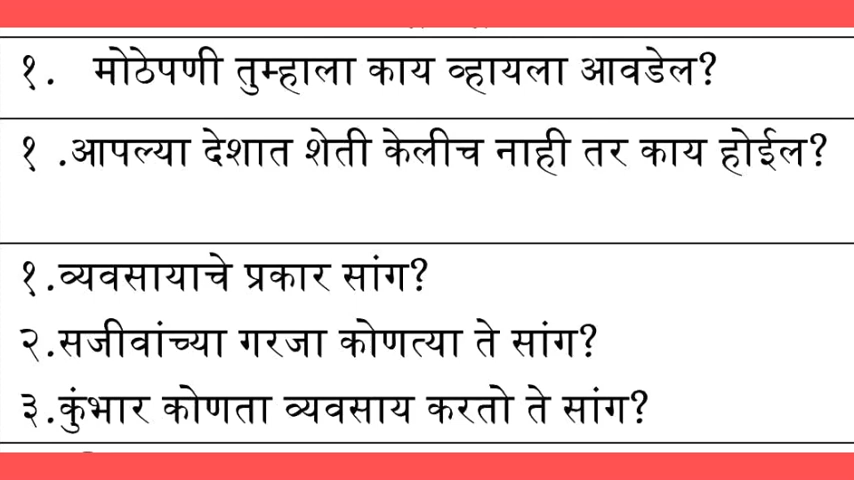 १. मोठेपणी तुम्हाला काय व्हायला आवडेल?
१ .आपल्या देशात शेती केलीच नाही तर काय होईल?
१.व्यवसायाचे प्रकार सांग?
२.सजीवांच्या गरजा कोणत्या ते सांग?
३.कुंभार कोणता व्यवसाय करतो ते सांग?